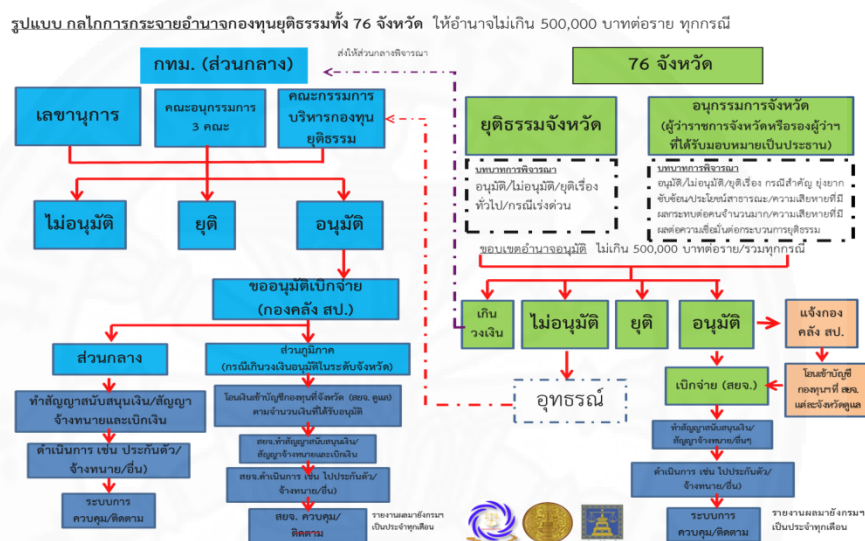 รูปแบบ กลไกการกระจายอำนาจกองทุนยุติธรรมทั้ง 76 จังหวัด ให้อำนาจไม่เกิน 500,000 บาทต่อราย ทุกกรณี
กทม. (ส่วนกลาง)
ส่งให้ส่วนกลางพิจารณา
76 จังหวัด
เลขานุการ
คณะอนุกรรมการ
3 คณะ
คณะกรรมการ
บริหารกองทุน
ยุติธรรม
ยุติธรรมจังหวัด
อนุกรรมการจังหวัด
(ผู้ว่าราชการจังหวัดหรือรองผู้ว่าฯ
ที่ได้รับมอบหมายเป็นประธาน)
บทบาทการพิจารณา
อนุมัติ/ไม่อนุมัติ/ยุติเรื่อง
ทั่วไป/กรณีเร่งด่วน
บทบาทการพิจารณา
อนุมัติ/ไม่อนุมัติ/ยุติเรื่อง กรณีสำคัญ ยุ่งยาก
ซับซ้อน/ประโยชน์สาธารณะ/ความเสียหายที่มี
ผลกระทบต่อคนจำนวนมาก/ความเสียหายที่มี
ผลต่อความเชื่อมั่นต่อกระบวนการยุติธรรม
ไม่อนุมัติ
ยุติ
อนุมัติ
ขอบเขตอำนาจอนุมัติ ไม่เกิน 500,000 บาทต่อราย/รวมทุกกรณี
ขออนุมัติเบิกจ่าย
(กองคลัง สป.)
เกิน
วงเงิน
ไม่อนุมัติ
ยุติ
อนุมัติ
แจ้งกอง
คลัง สป.
ส่วนกลาง
ส่วนภูมิภาค
(กรณีเกินวงเงินอนุมัติในระดับจังหวัด)
อุทธรณ์
เบิกจ่าย (สยจ.)
โอนเข้าบัญชี
กองทุนฯที่ สยจ.
แต่ละจังหวัดดูแล
ทำสัญญาสนับสนุนเงิน/สัญญา
จ้างทนายและเบิกเงิน
โอนเงินเข้าบัญชีกองทุนที่จังหวัด (สยจ. ดูแล)
ตามจำนวนเงินที่ได้รับอนุมัติ
ทำสัญญาสนับสนุนเงิน/
สัญญาจ้างทนาย/อื่นๆ
ดำเนินการ เช่น ประกันตัว/
จ้างทนาย/อื่น)
สยจ.ทำสัญญาสนับสนุนเงิน/
สัญญาจ้างทนายและเบิกเงิน
ดำเนินการ เช่น ไปประกันตัว/
จ้างทนาย/อื่น)
สยจ.ดำเนินการ เช่น ไปประกันตัว/
จ้างทนาย/อื่น)
ระบบการ
ควบคุม/ติดตาม
สยจ. ควบคุม/
ติดตาม
รายงานผลมายังกรมฯ
เป็นประจำทุกเดือน
ระบบการ
ควบคุม/ติดตาม
รายงานผลมายังกรมฯ
เป็นประจำทุกเดือน